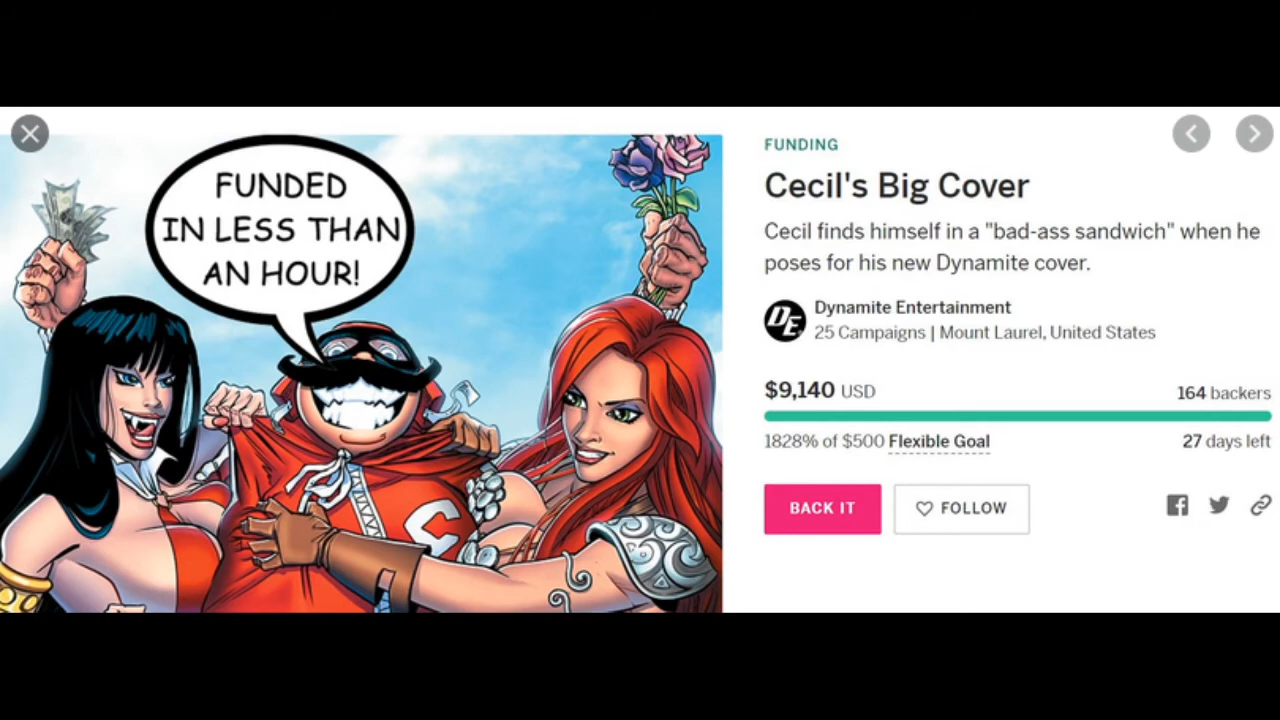 FUNDED
IN LESS THAN
AN HOUR!
C
FUNDING
Cecil's Big Cover
Cecil finds himself in a "bad-ass sandwich" when he
poses for his new Dynamite cover.
DE
Dynamite Entertainment
25 Campaigns | Mount Laurel, United States
$9,140 USD
164 backers
1828% of $500 Flexible Goal
27 days left
BACK IT
FOLLOW